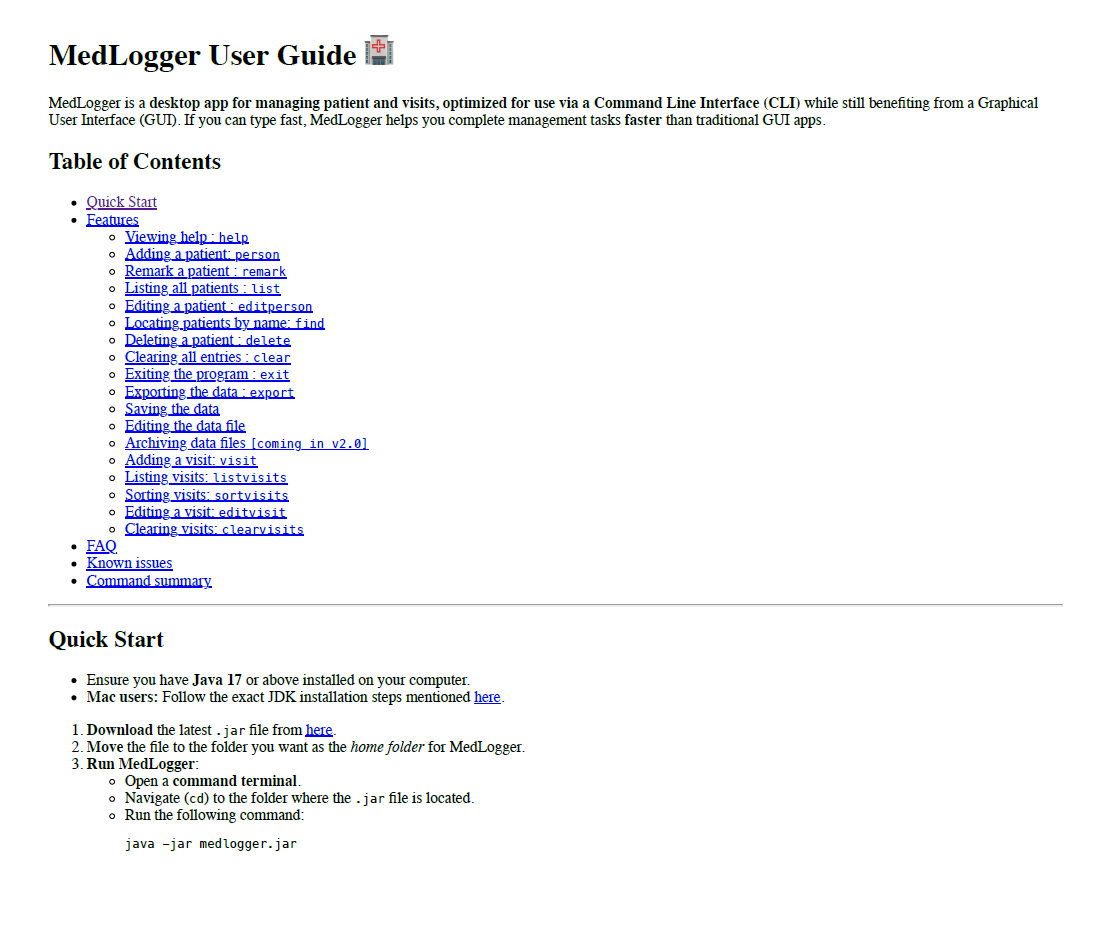 MedLogger User Guide
MedLogger is a desktop app for managing patient and visits, optimized for use via a Command Line Interface (CLI) while still benefiting from a Graphical
User Interface (GUI). If you can type fast, MedLogger helps you complete management tasks faster than traditional GUI apps.
Table of Contents
Quick Start
Features
Viewing help : help
Adding a patient: person
Remark a patient : remark
Listing all patients : list
Editing a patient : editperson
Locating patients by name: find
Deleting a patient : delete
Clearing all entries : clear
Exiting the program : exit
Exporting the data : export
Saving the data
Editing the data file
Archiving data files [coming in v2.0]
Adding a visit: visit
Listing visits: listvisits
Sorting visits: sortvisits
Editing a visit: editvisit
Clearing visits: clearvisits
FAQ
Known issues
Command summary
Quick Start
Ensure you have Java 17 or above installed on your computer.
Mac users: Follow the exact JDK installation steps mentioned here.
1. Download the latest .jar file from here.
2. Move the file to the folder you want as the home folder for MedLogger.
3. Run MedLogger:
Open a command terminal.
Navigate (cd) to the folder where the .jar file is located.
Run the following command:
java -jar medlogger.jar